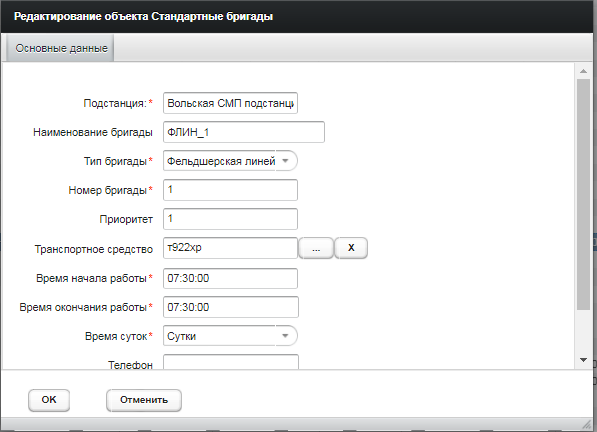 Редактирование объекта Стандартные бригады
Основные данные
Подстанция:* Вольская СМП подстанци
Наименование бригады ФЛИН_1
Тип бригады* Фельдшерская линей
Номер бригады* 1
Приоритет 1
Транспортное средство т922хр ... X
Время начала работы* 07:30:00
Время окончания работы* 07:30:00
Время суток* Сутки
Телефон
OK Отменить